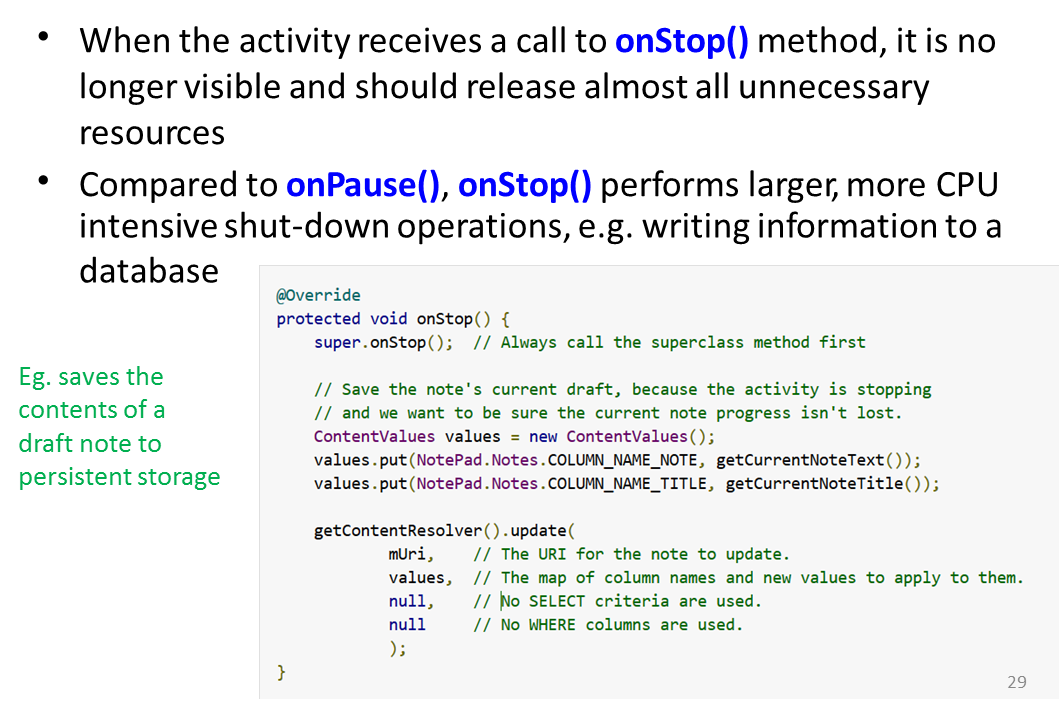 • When the activity receives a call to onStop() method, it is no
longer visible and should release almost all unnecessary
resources
• Compared to onPause(), onStop() performs larger, more CPU
intensive shut-down operations, e.g. writing information to a
database
Eg. saves the
contents of a
draft note to
persistent storage
@Override
protected void onStop() {
    super.onStop();  // Always call the superclass method first

    // Save the note's current draft, because the activity is stopping
    // and we want to be sure the current note progress isn't lost.
    ContentValues values = new ContentValues();
    values.put(NotePad.Notes.COLUMN_NAME_NOTE, getCurrentNoteText());
    values.put(NotePad.Notes.COLUMN_NAME_TITLE, getCurrentNoteTitle());

    getContentResolver().update(
            mUri,    // The URI for the note to update.
            values,  // The map of column names and new values to apply to them.
            null,    // No SELECT criteria are used.
            null     // No WHERE columns are used.
            );
}
29